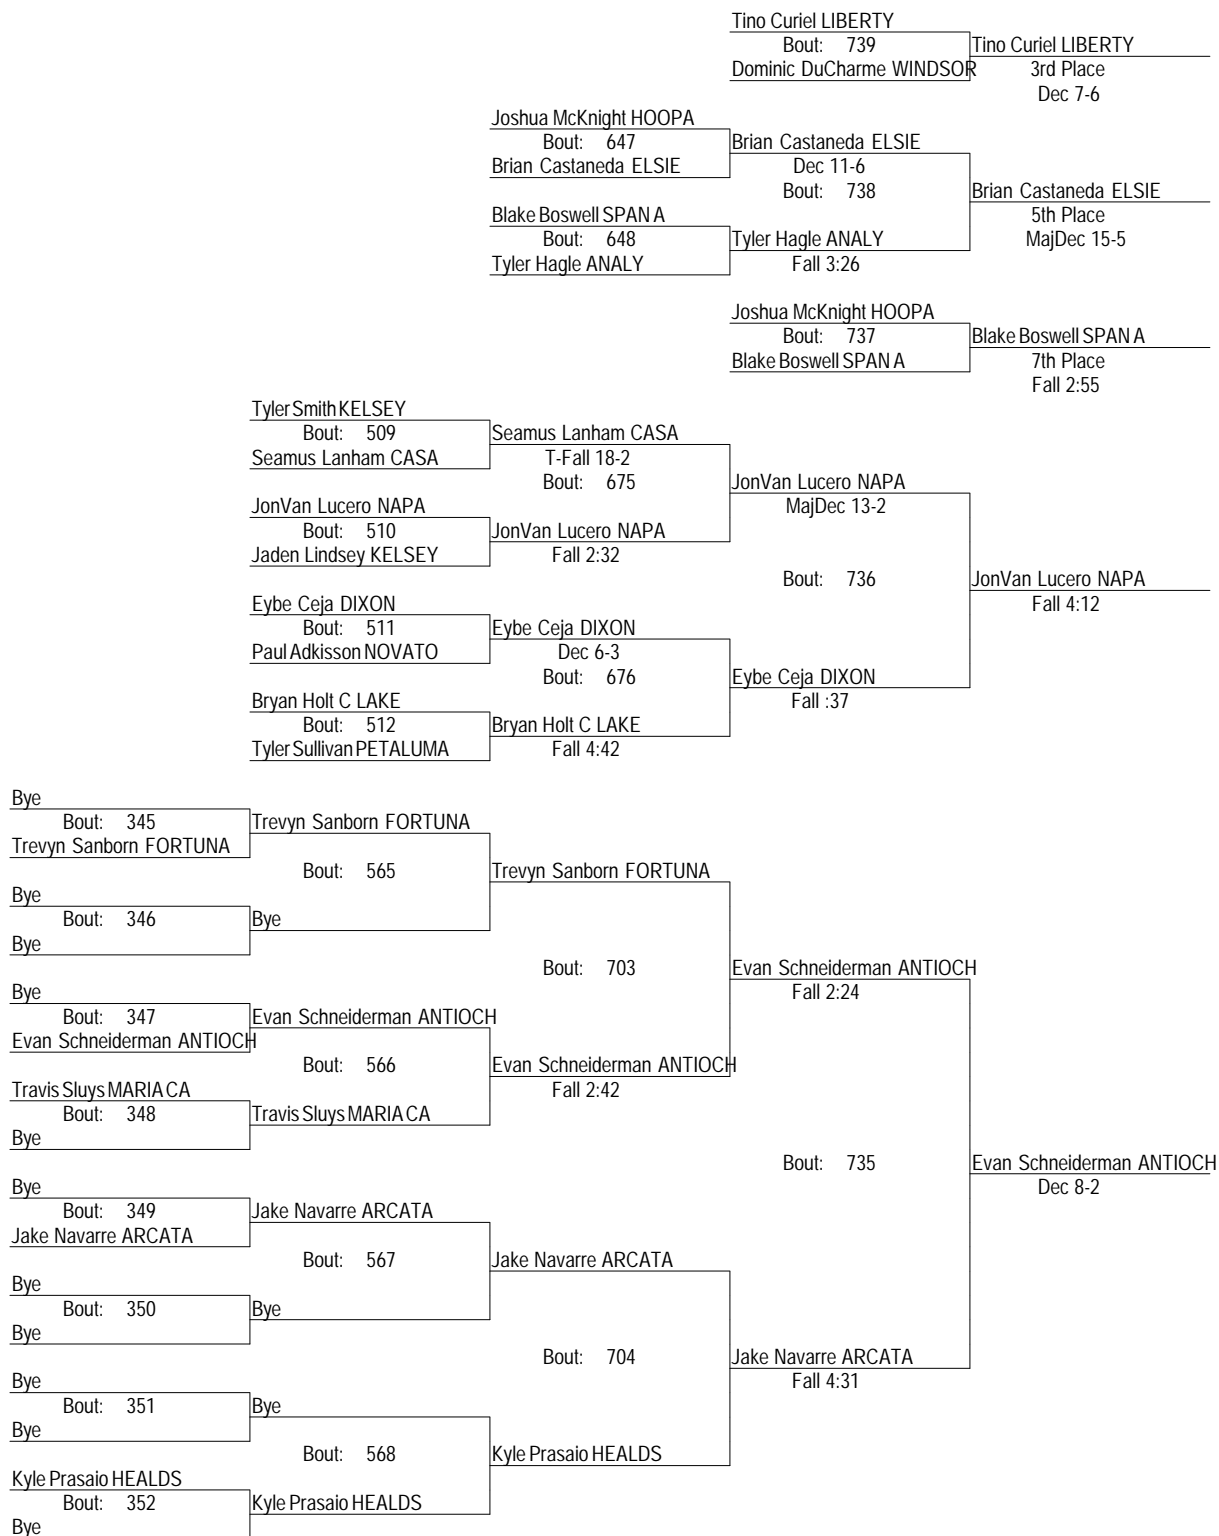 Tino Curiel LIBERTY
Bout: 739
Tino Curiel LIBERTY
Dominic DuCharme WINDSOR
3rd Place
Dec 7-6
Joshua McKnight HOOPA
Bout: 647
Brian Castaneda ELSIE
Brian Castaneda ELSIE
Dec 11-6
Bout: 738
Brian Castaneda ELSIE
5th Place
MajDec 15-5
Blake Boswell SPAN A
Bout: 648
Tyler Hagle ANALY
Tyler Hagle ANALY
Fall 3:26
Joshua McKnight HOOPA
Bout: 737
Blake Boswell SPAN A
Blake Boswell SPAN A
7th Place
Fall 2:55
Tyler Smith KELSEY
Bout: 509
Seamus Lanham CASA
Seamus Lanham CASA
T-Fall 18-2
Bout: 675
JonVan Lucero NAPA
MajDec 13-2
JonVan Lucero NAPA
Bout: 510
Jaden Lindsey KELSEY
JonVan Lucero NAPA
Fall 2:32
Bout: 736
JonVan Lucero NAPA
Fall 4:12
Eybe Ceja DIXON
Bout: 511
Paul Adkisson NOVATO
Eybe Ceja DIXON
Dec 6-3
Bout: 676
Eybe Ceja DIXON
Fall :37
Bryan Holt C LAKE
Bout: 512
Tyler Sullivan PETALUMA
Bryan Holt C LAKE
Fall 4:42
Bye
Bout: 345
Trevyn Sanborn FORTUNA
Trevyn Sanborn FORTUNA
Bout: 565
Trevyn Sanborn FORTUNA
Bye
Bout: 346
Bye
Bye
Bout: 703
Evan Schneiderman ANTIOCH
Fall 2:24
Bye
Bout: 347
Evan Schneiderman ANTIOCH
Evan Schneiderman ANTIOCH
Bout: 566
Evan Schneiderman ANTIOCH
Fall 2:42
Travis Sluys MARIA CA
Bout: 348
Bye
Travis Sluys MARIA CA
Bout: 735
Evan Schneiderman ANTIOCH
Dec 8-2
Bye
Bout: 349
Jake Navarre ARCATA
Jake Navarre ARCATA
Bout: 567
Jake Navarre ARCATA
Bye
Bout: 350
Bye
Bye
Bout: 704
Jake Navarre ARCATA
Fall 4:31
Bye
Bout: 351
Bye
Bye
Bout: 568
Kyle Prasaio HEALDS
Kyle Prasaio HEALDS
Bout: 352
Bye
Kyle Prasaio HEALDS